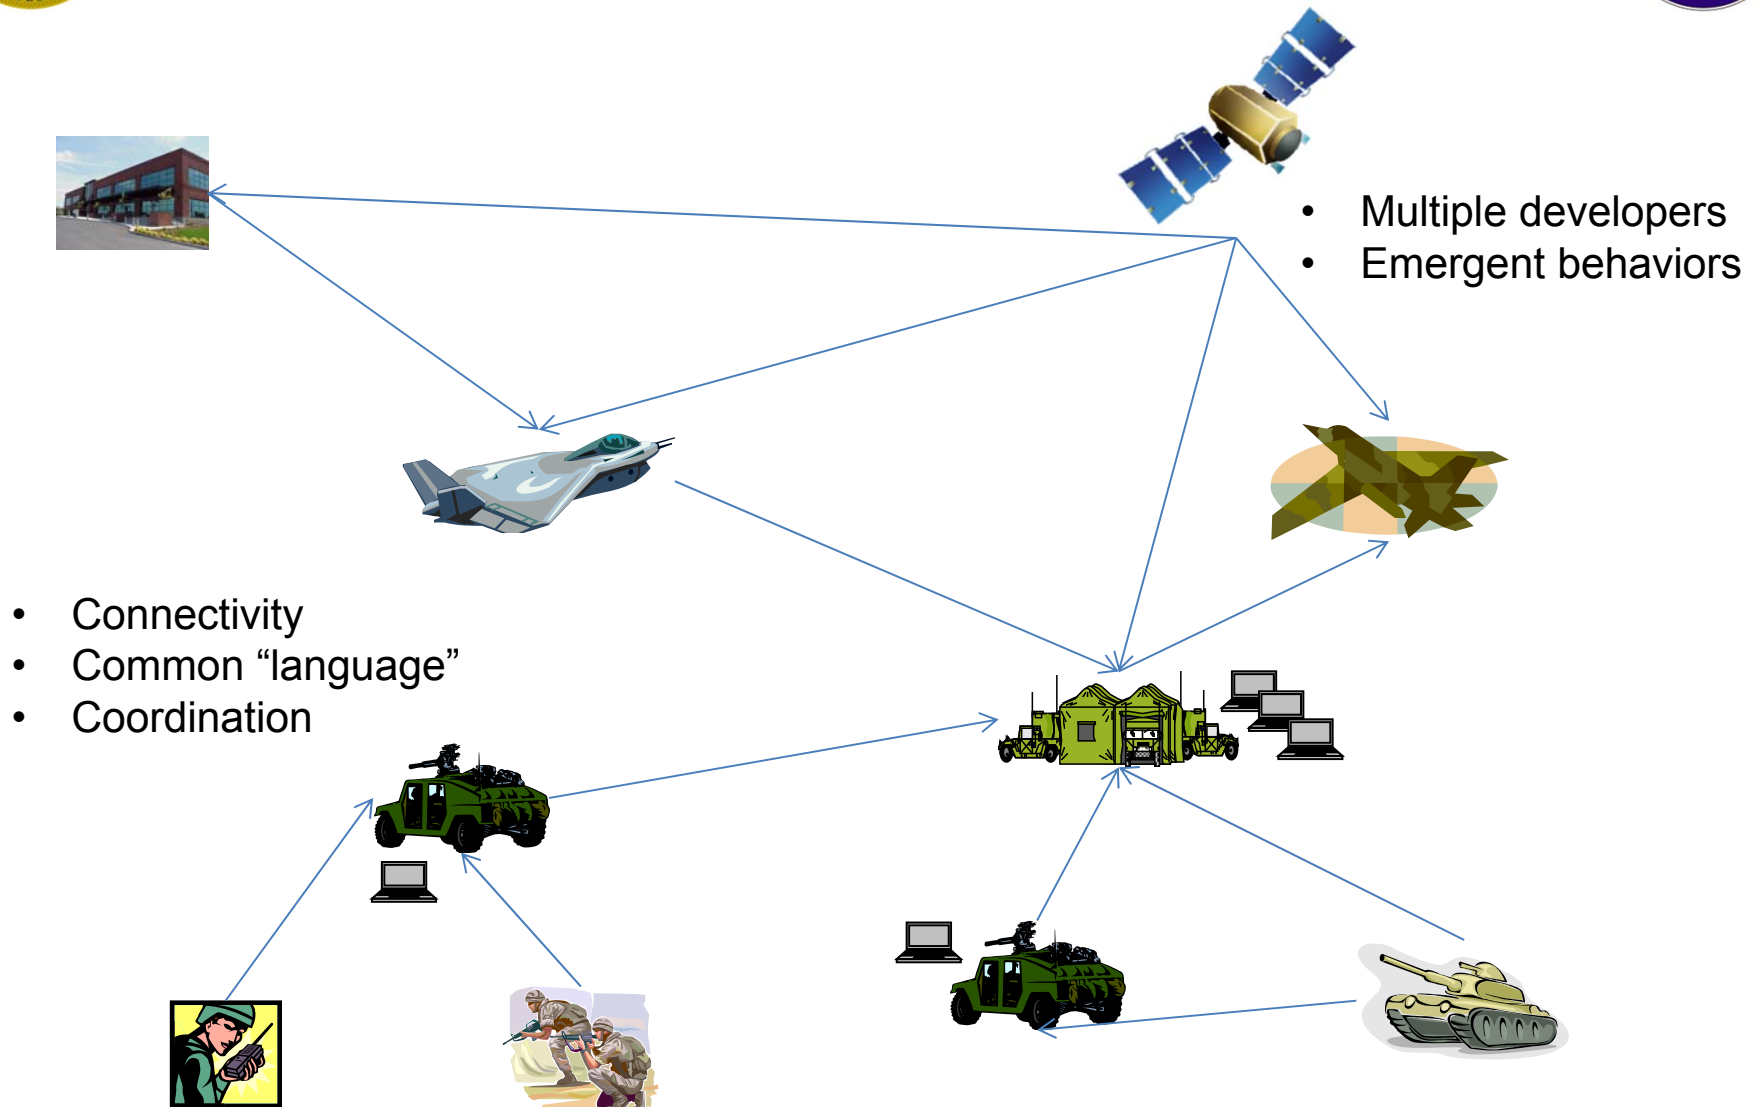 • Multiple developers
• Emergent behaviors
• Connectivity
• Common “language”
• Coordination